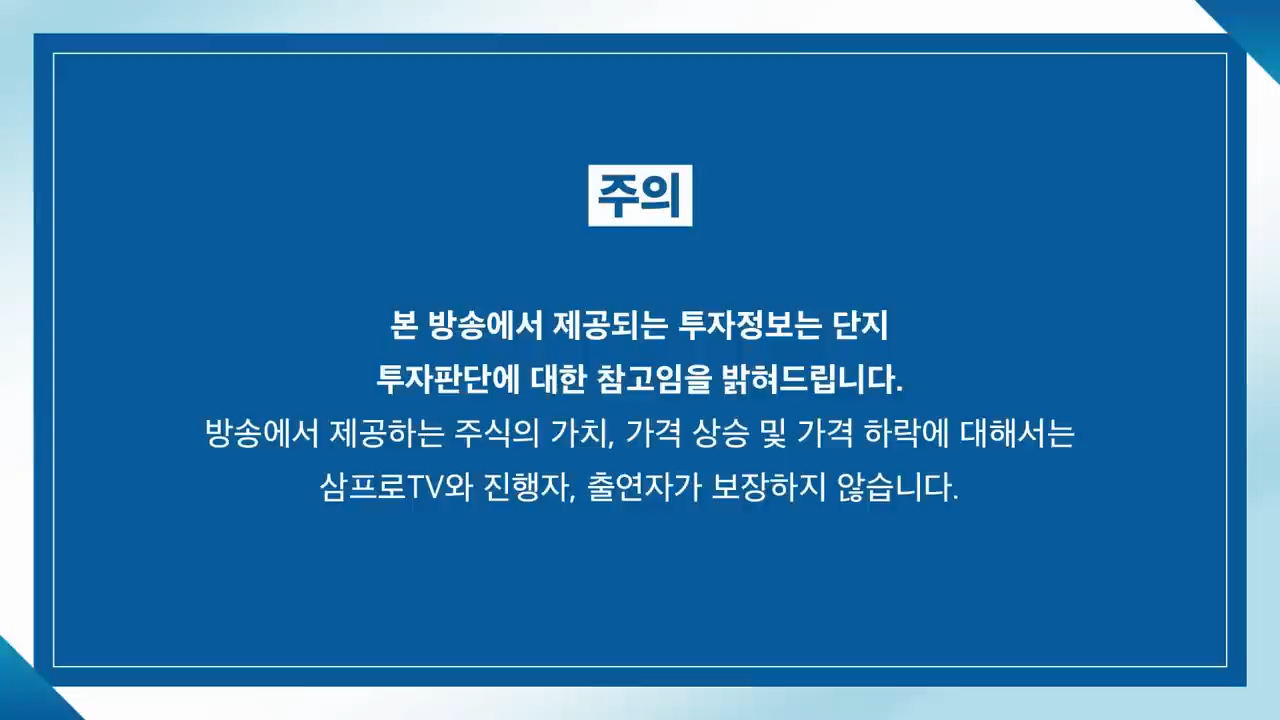 주의
본 방송에서 제공되는 투자정보는 단지
투자판단에 대한 참고임을 밝혀드립니다.
방송에서 제공하는 주식의 가치, 가격 상승 및 가격 하락에 대해서는
삼프로TV와 진행자, 출연자가 보장하지 않습니다.